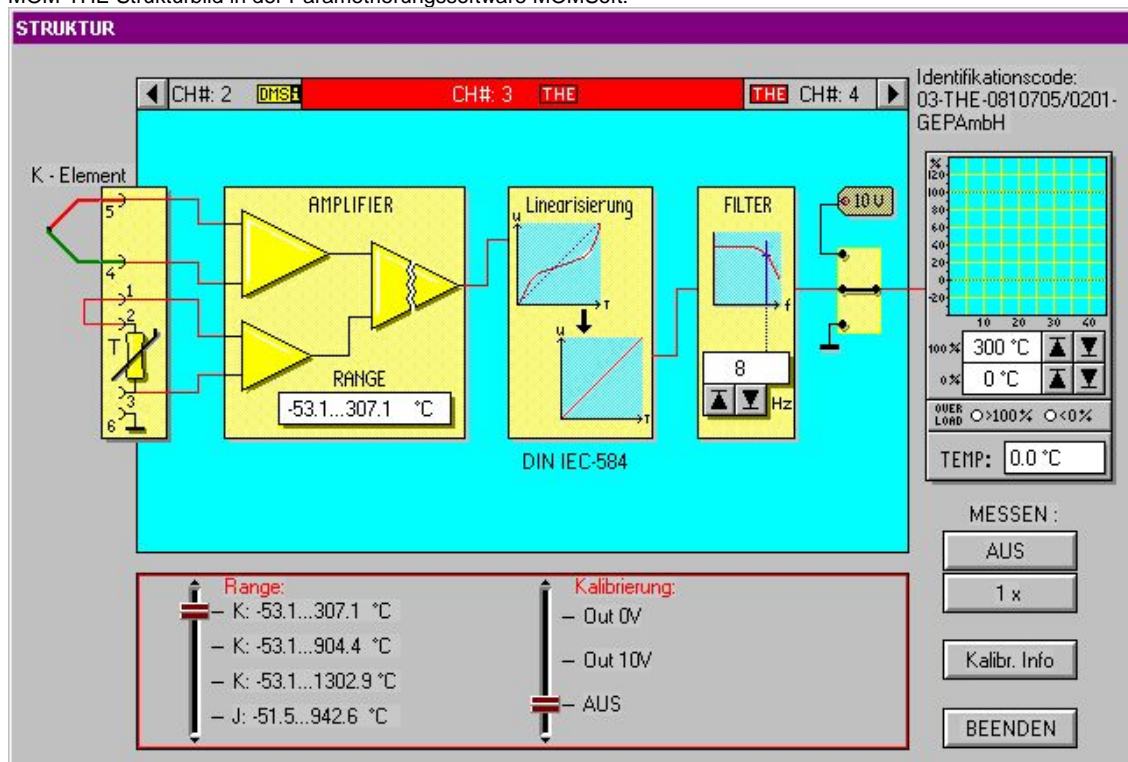 MOM-THE Strukturbild in der Parametrierungssoftware MOMSoft.
STRUKTUR
CH#: 2 DMSi CH#: 3 THE THE CH#: 4
Identifikationscode:
03-THE-0810705/0201-
GEPAmbH
K - Element
5
4
1
2
T
3
6
AMPLIFIER
RANGE
-53.1...307.1 °C
Linearisierung
U
T
U
T
DIN IEC-584
FILTER
f
8
Hz
10 V
%
120
100
80
60
40
20
0
-20
10 20 30 40
100 % 300 °C
0 % 0 °C
OVER
LOAD >100% <0%
TEMP: 0.0 °C
MESSEN :
AUS
1 x
Kalibr. Info
BEENDEN
Range:
K: -53.1...307.1 °C
K: -53.1...904.4 °C
K: -53.1...1302.9 °C
J: -51.5...942.6 °C
Kalibrierung:
Out 0V
Out 10V
AUS